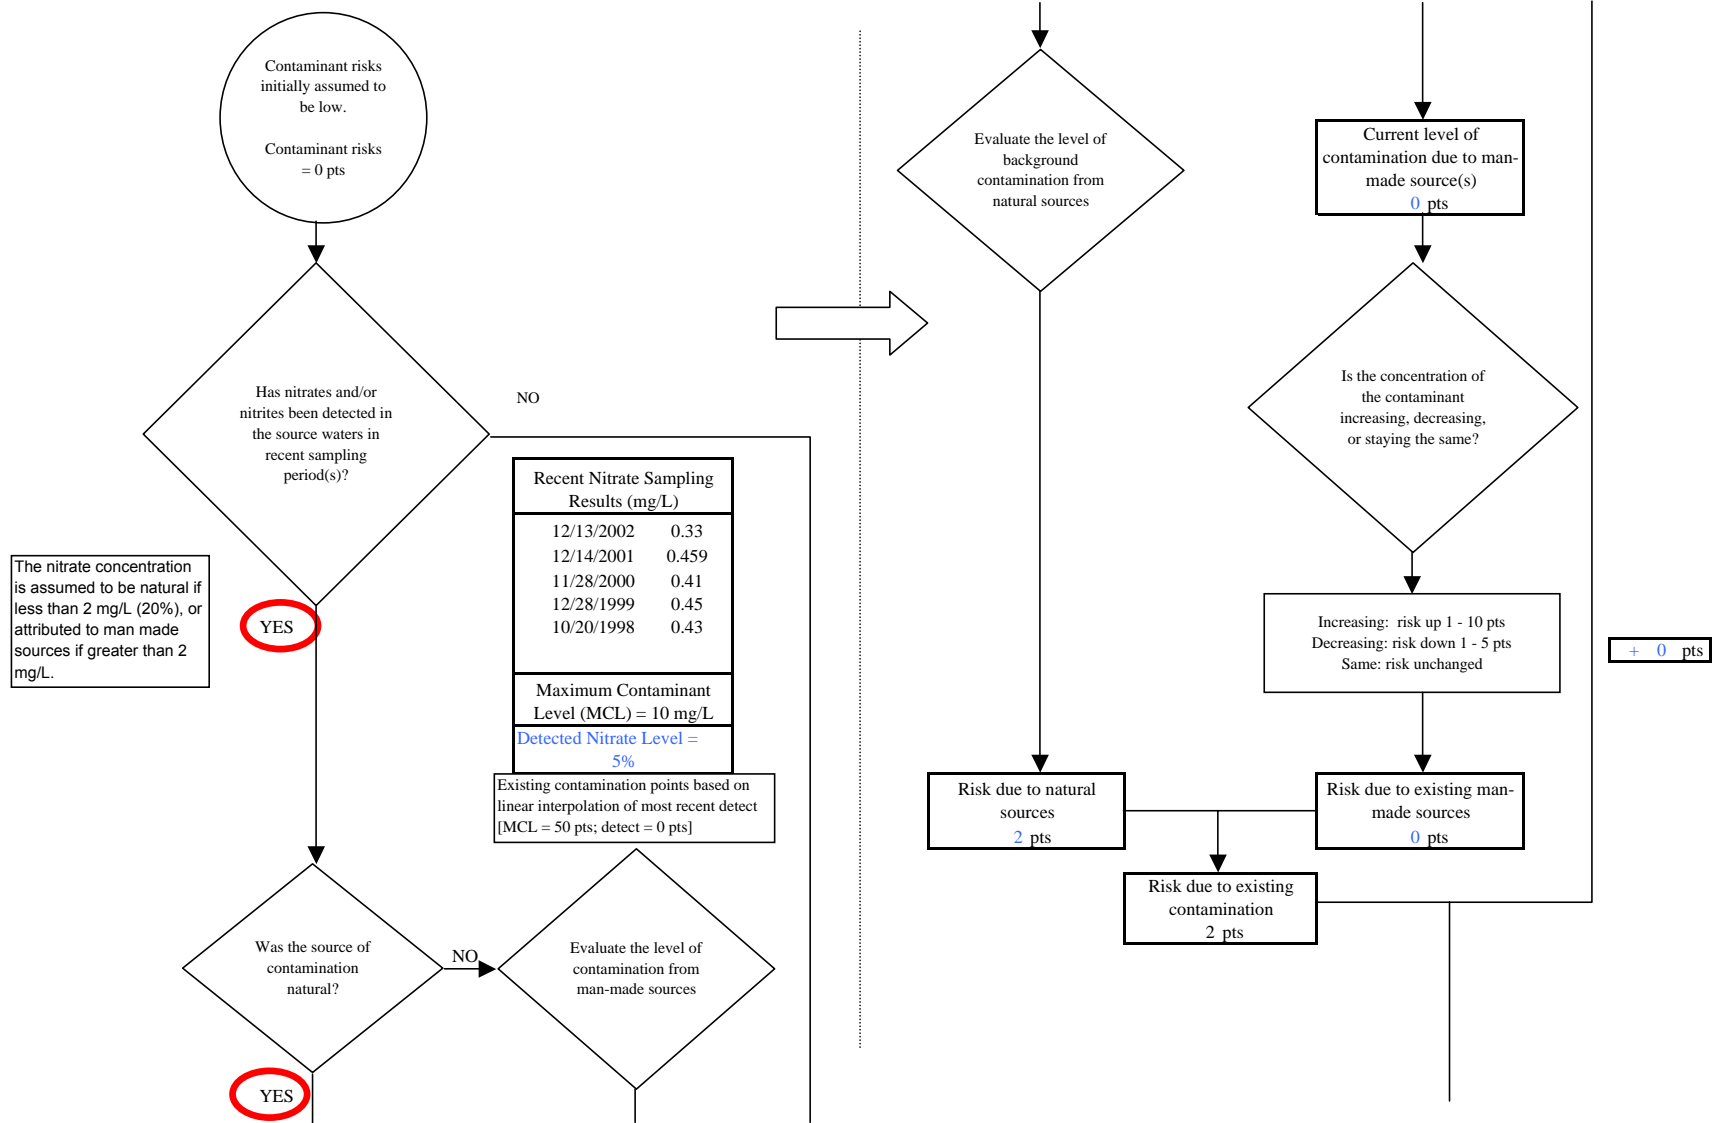 Contaminant risks
initially assumed to
be low.
Contaminant risks
= 0 pts
Has nitrates and/or
nitrites been detected in
the source waters in
recent sampling
period(s)?
NO
YES
The nitrate concentration
is assumed to be natural if
less than 2 mg/L (20%), or
attributed to man made
sources if greater than 2
mg/L.
Recent Nitrate Sampling
Results (mg/L)
12/13/2002 0.33
12/14/2001 0.459
11/28/2000 0.41
12/28/1999 0.45
10/20/1998 0.43
Maximum Contaminant
Level (MCL) = 10 mg/L
Detected Nitrate Level =
5%
Existing contamination points based on
linear interpolation of most recent detect
[MCL = 50 pts; detect = 0 pts]
Was the source of
contamination
natural?
NO
YES
Evaluate the level of
contamination from
man-made sources
Evaluate the level of
background
contamination from
natural sources
Current level of
contamination due to man-
made source(s)
0 pts
Is the concentration of
the contaminant
increasing, decreasing,
or staying the same?
Increasing: risk up 1 - 10 pts
Decreasing: risk down 1 - 5 pts
Same: risk unchanged
+ 0 pts
Risk due to natural
sources
2 pts
Risk due to existing man-
made sources
0 pts
Risk due to existing
contamination
2 pts